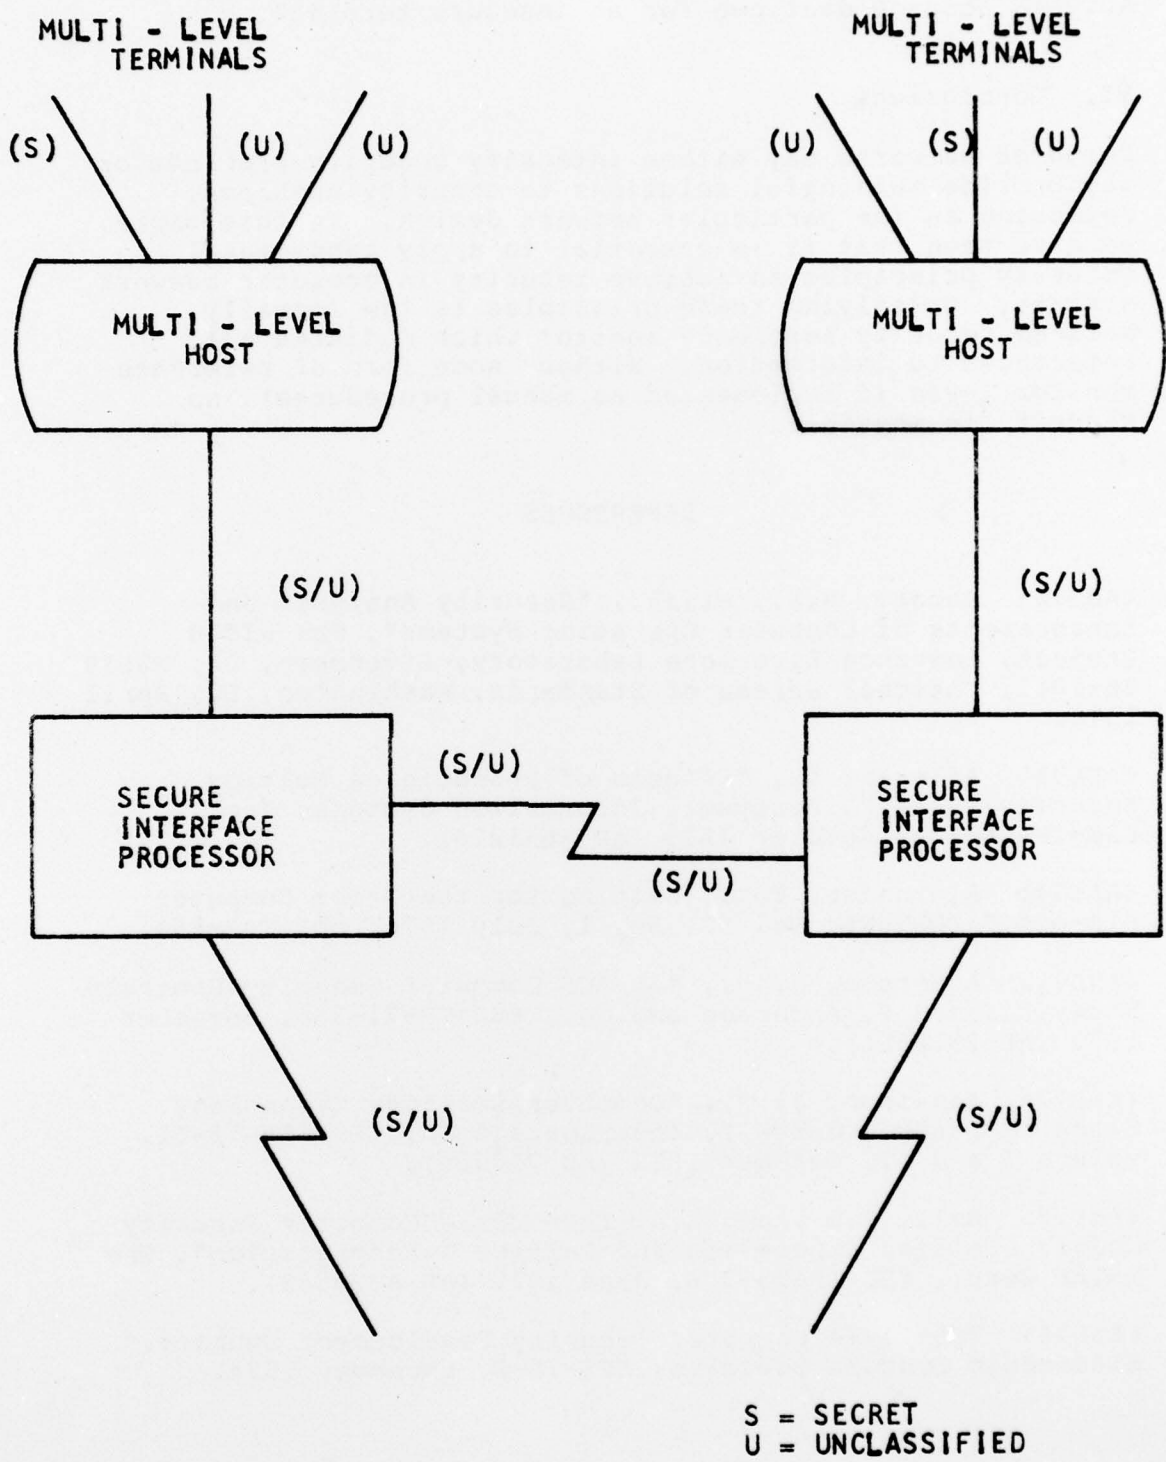 MULTI - LEVEL
TERMINALS
MULTI - LEVEL
TERMINALS
(S)
(U)
(U)
(U)
(S)
(U)
MULTI - LEVEL
HOST
MULTI - LEVEL
HOST
(S/U)
(S/U)
SECURE
INTERFACE
PROCESSOR
(S/U)
(S/U)
SECURE
INTERFACE
PROCESSOR
(S/U)
(S/U)
S = SECRET
U = UNCLASSIFIED